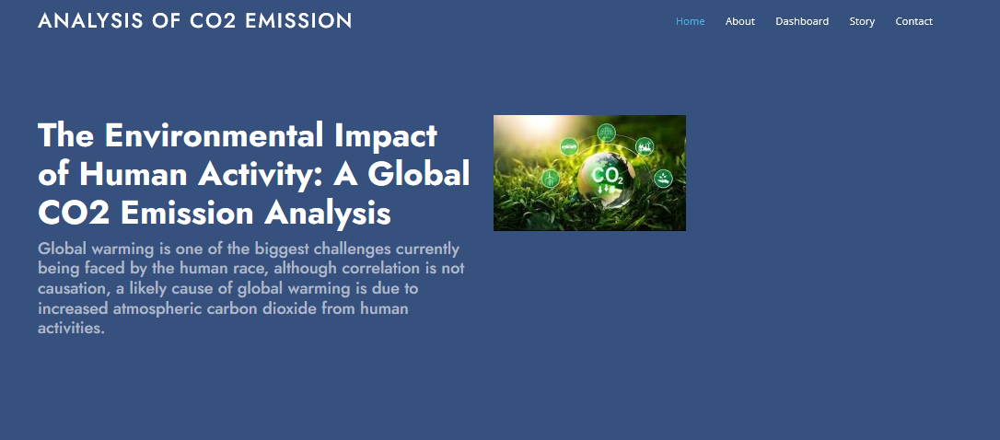 ANALYSIS OF CO2 EMISSION
Home About Dashboard Story Contact
The Environmental Impact
of Human Activity: A Global
CO2 Emission Analysis
Global warming is one of the biggest challenges currently
being faced by the human race, although correlation is not
causation, a likely cause of global warming is due to
increased atmospheric carbon dioxide from human
activities.
CO₂